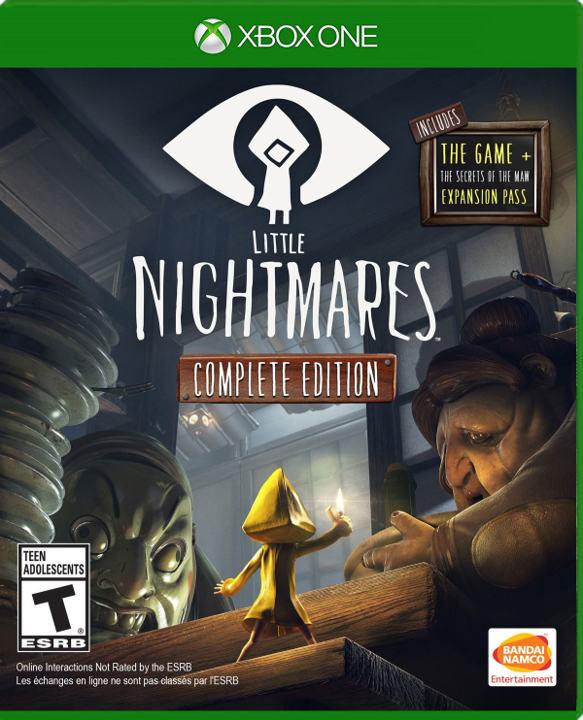 XBOX ONE
INCLUDES
THE GAME +
THE SECRETS OF THE MAW
EXPANSION PASS
LITTLE
NIGHTMARES™
COMPLETE EDITION
TEEN
ADOLESCENTS
T
®
ESRB
Online Interactions Not Rated by the ESRB
Les échanges en ligne ne sont pas classés par l'ESRB
BANDAI
NAMCO
™
Entertainment